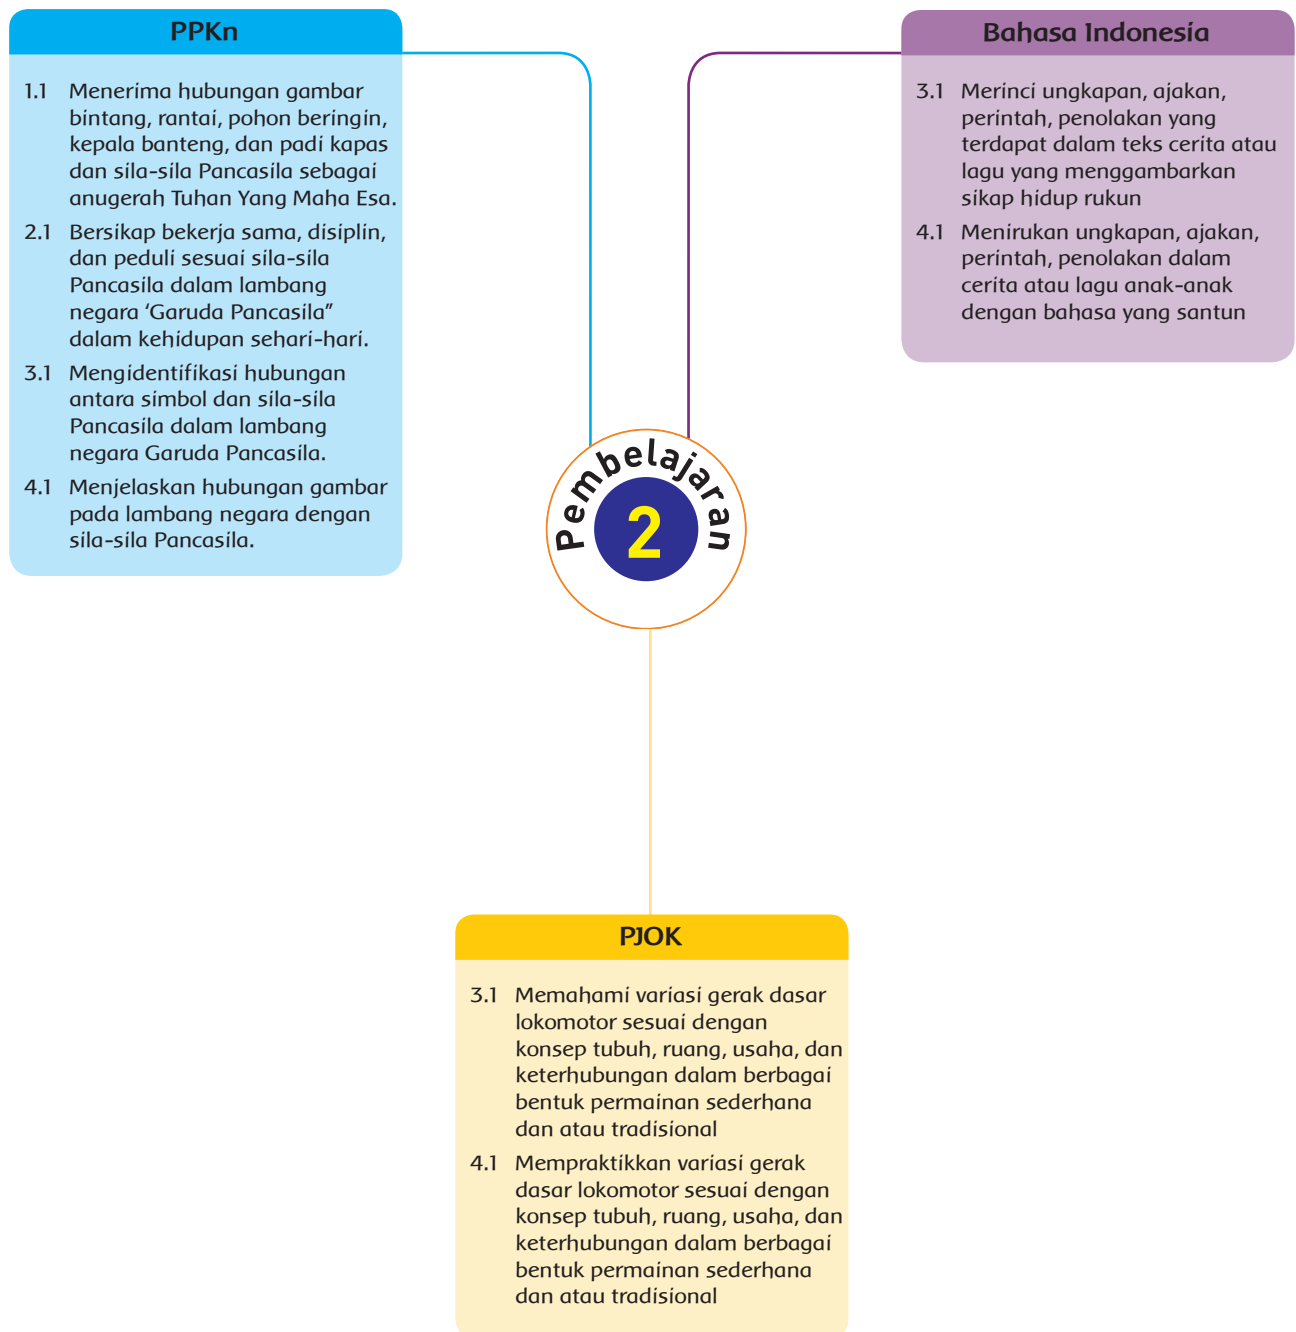 PPKn
1.1 Menerima hubungan gambar
bintang, rantai, pohon beringin,
kepala banteng, dan padi kapas
dan sila-sila Pancasila sebagai
anugerah Tuhan Yang Maha Esa.
2.1 Bersikap bekerja sama, disiplin,
dan peduli sesuai sila-sila
Pancasila dalam lambang
negara ‘Garuda Pancasila”
dalam kehidupan sehari-hari.
3.1 Mengidentifikasi hubungan
antara simbol dan sila-sila
Pancasila dalam lambang
negara Garuda Pancasila.
4.1 Menjelaskan hubungan gambar
pada lambang negara dengan
sila-sila Pancasila.
Bahasa Indonesia
3.1 Merinci ungkapan, ajakan,
perintah, penolakan yang
terdapat dalam teks cerita atau
lagu yang menggambarkan
sikap hidup rukun
4.1 Menirukan ungkapan, ajakan,
perintah, penolakan dalam
cerita atau lagu anak-anak
dengan bahasa yang santun
Pembelajaran
2
PJOK
3.1 Memahami variasi gerak dasar
lokomotor sesuai dengan
konsep tubuh, ruang, usaha, dan
keterhubungan dalam berbagai
bentuk permainan sederhana
dan atau tradisional
4.1 Mempraktikkan variasi gerak
dasar lokomotor sesuai dengan
konsep tubuh, ruang, usaha, dan
keterhubungan dalam berbagai
bentuk permainan sederhana
dan atau tradisional